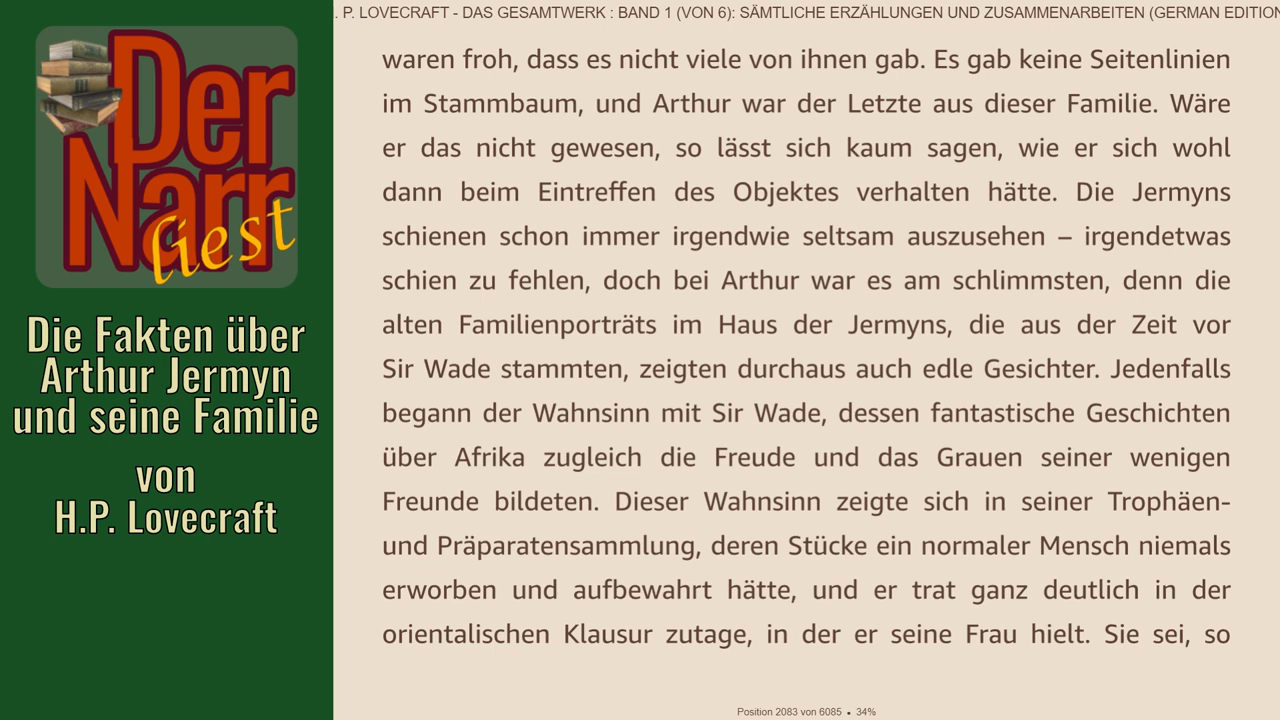 . P. LOVECRAFT - DAS GESAMTWERK : BAND 1 (VON 6): SÄMTLICHE ERZÄHLUNGEN UND ZUSAMMENARBEITEN (GERMAN EDITION
Der
Narr
liest
Die Fakten über
Arthur Jermyn
und seine Familie
von
H.P. Lovecraft
waren froh, dass es nicht viele von ihnen gab. Es gab keine Seitenlinien
im Stammbaum, und Arthur war der Letzte aus dieser Familie. Wäre
er das nicht gewesen, so lässt sich kaum sagen, wie er sich wohl
dann beim Eintreffen des Objektes verhalten hätte. Die Jermyns
schienen schon immer irgendwie seltsam auszusehen – irgendetwas
schien zu fehlen, doch bei Arthur war es am schlimmsten, denn die
alten Familienporträts im Haus der Jermyns, die aus der Zeit vor
Sir Wade stammten, zeigten durchaus auch edle Gesichter. Jedenfalls
begann der Wahnsinn mit Sir Wade, dessen fantastische Geschichten
über Afrika zugleich die Freude und das Grauen seiner wenigen
Freunde bildeten. Dieser Wahnsinn zeigte sich in seiner Trophäen-
und Präparatensammlung, deren Stücke ein normaler Mensch niemals
erworben und aufbewahrt hätte, und er trat ganz deutlich in der
orientalischen Klausur zutage, in der er seine Frau hielt. Sie sei, so
Position 2083 von 6085 • 34%